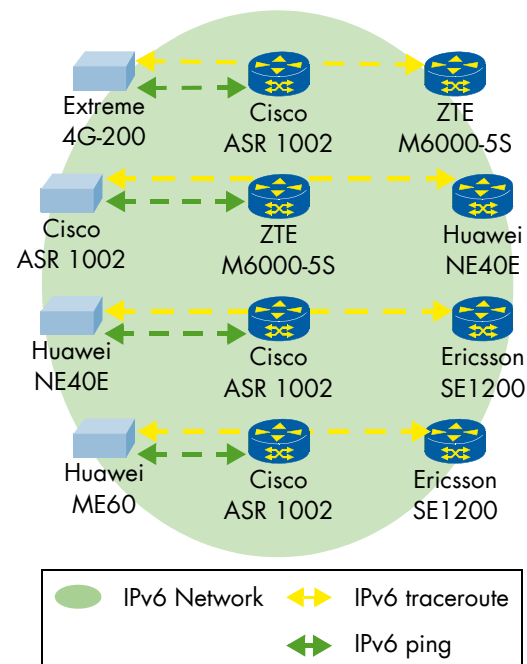 Extreme
4G-200
Cisco
ASR 1002
ZTE
M6000-5S
Cisco
ASR 1002
ZTE
M6000-5S
Huawei
NE40E
Huawei
NE40E
Cisco
ASR 1002
Ericsson
SE1200
Huawei
ME60
Cisco
ASR 1002
Ericsson
SE1200
IPv6 Network
IPv6 traceroute
IPv6 ping